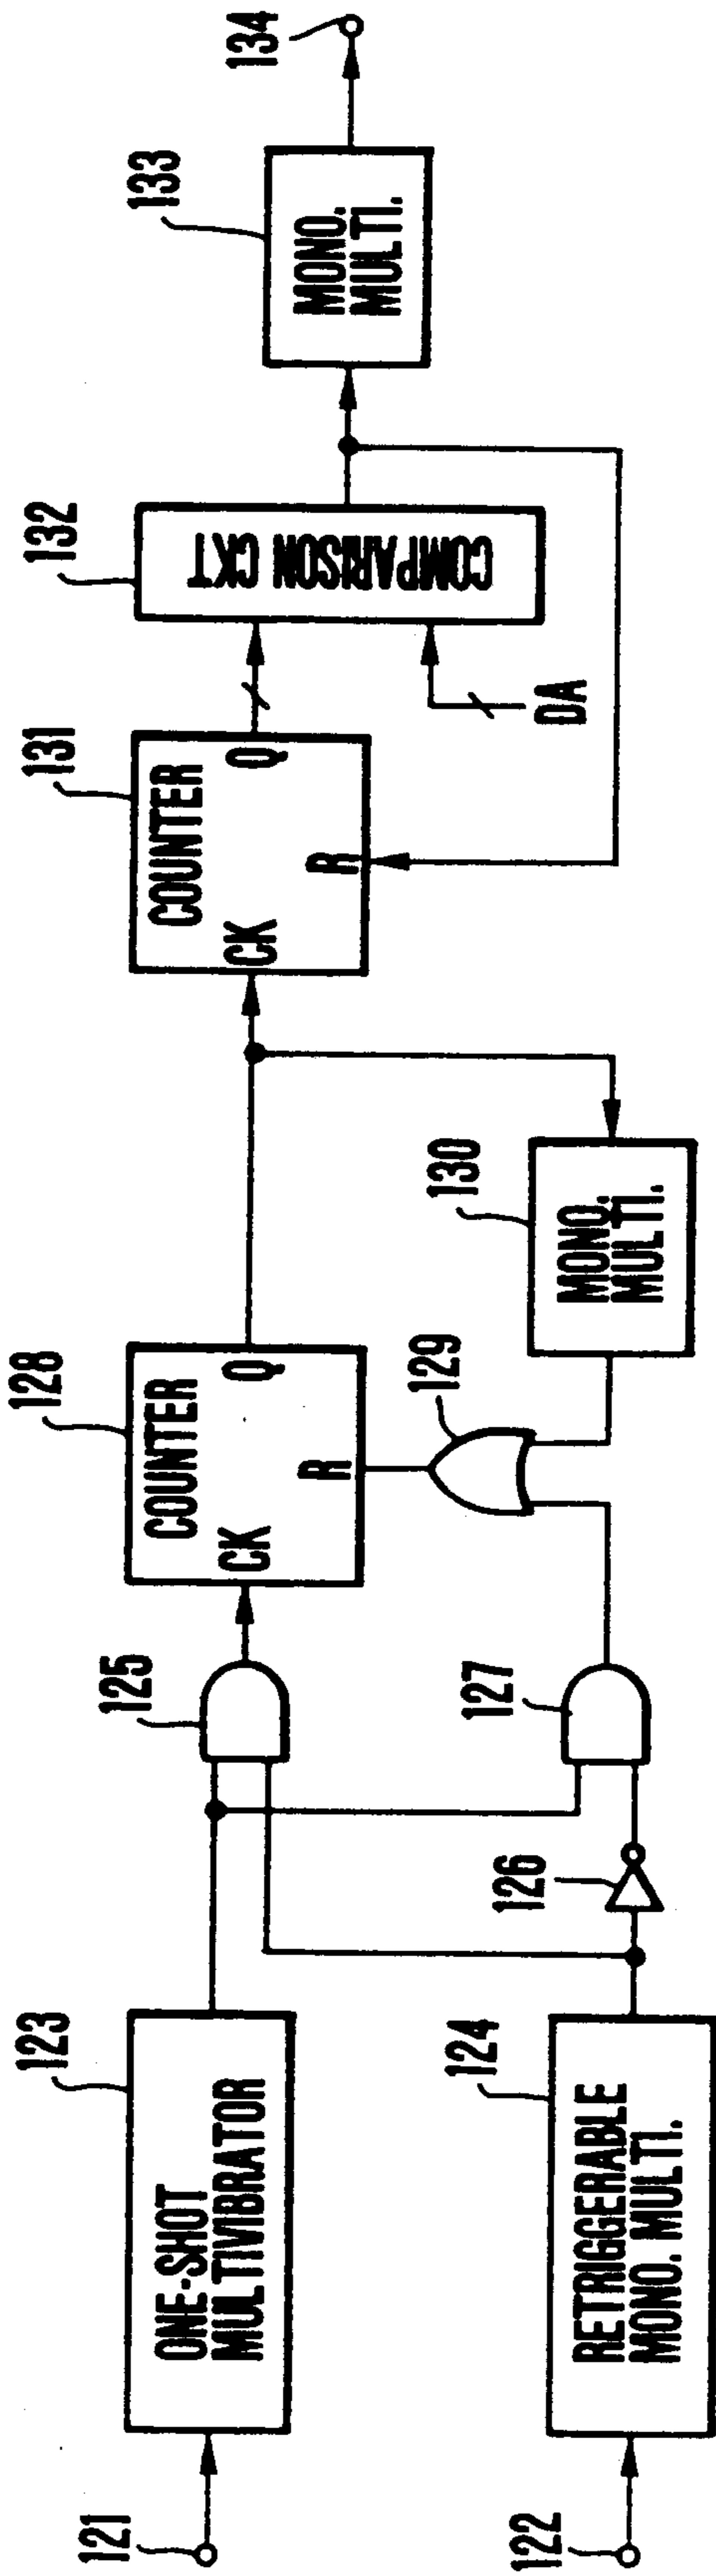 121
122
123
ONE-SHOT
MULTIVIBRATOR
124
RETRIGGERABLE
MONO. MULTI.
125
126
127
128
COUNTER
CK
Q
R
129
130
MONO.
MULTI.
131
COUNTER
CK
Q
R
DA
132
COMPARISON CKT
133
MONO.
MULTI.
134